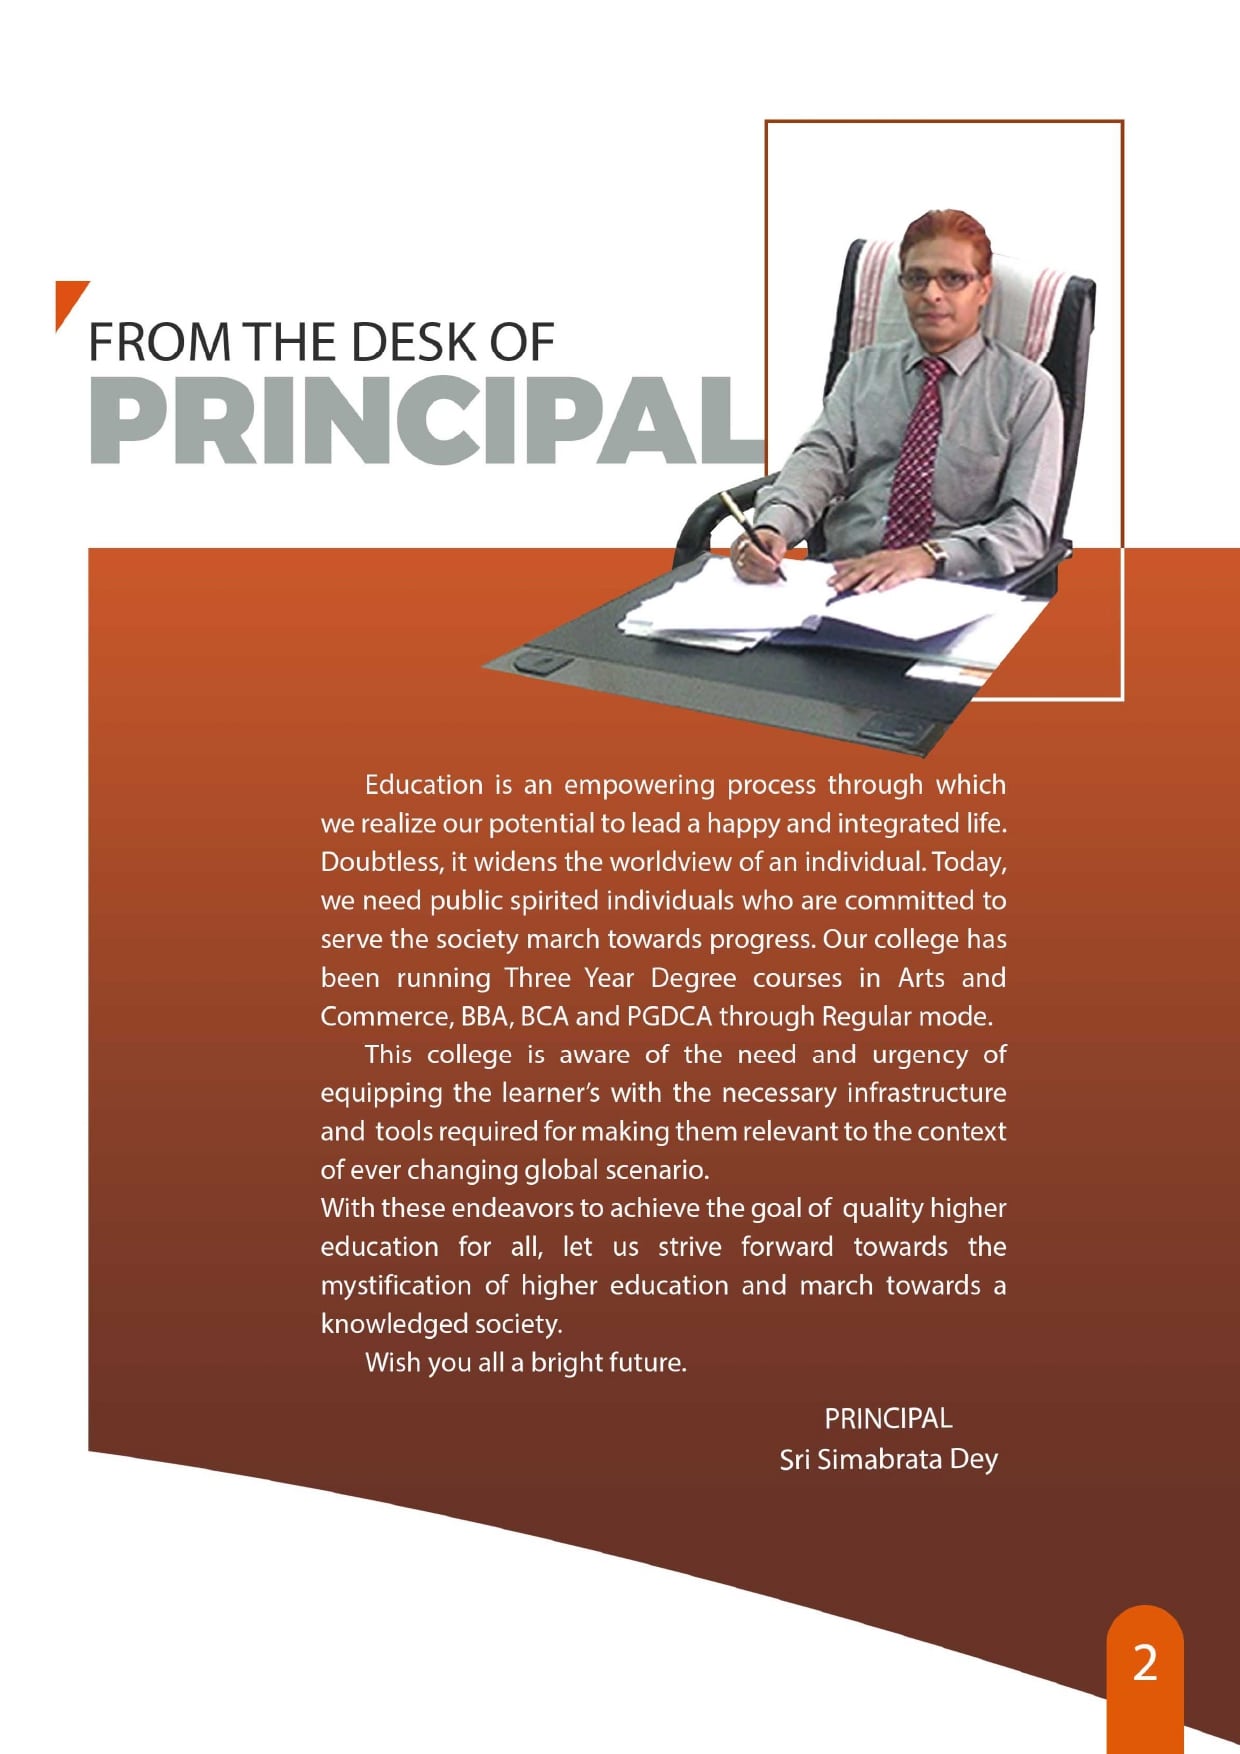 FROM THE DESK OF
PRINCIPAL
Education is an empowering process through which
we realize our potential to lead a happy and integrated life.
Doubtless, it widens the worldview of an individual. Today,
we need public spirited individuals who are committed to
serve the society march towards progress. Our college has
been running Three Year Degree courses in Arts and
Commerce, BBA, BCA and PGDCA through Regular mode.
This college is aware of the need and urgency of
equipping the learner’s with the necessary infrastructure
and tools required for making them relevant to the context
of ever changing global scenario.
With these endeavors to achieve the goal of quality higher
education for all, let us strive forward towards the
mystification of higher education and march towards a
knowledged society.
Wish you all a bright future.
PRINCIPAL
Sri Simabrata Dey
2